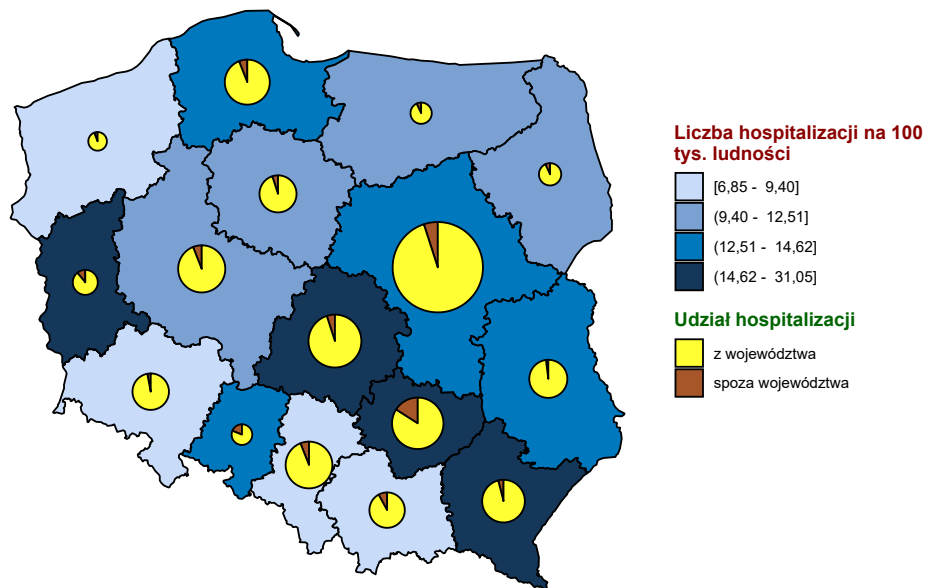 Liczba hospitalizacji na 100
tys. ludności
[6,85 - 9,40]
(9,40 - 12,51]
(12,51 - 14,62]
(14,62 - 31,05]
Udział hospitalizacji
z województwa
spoza województwa